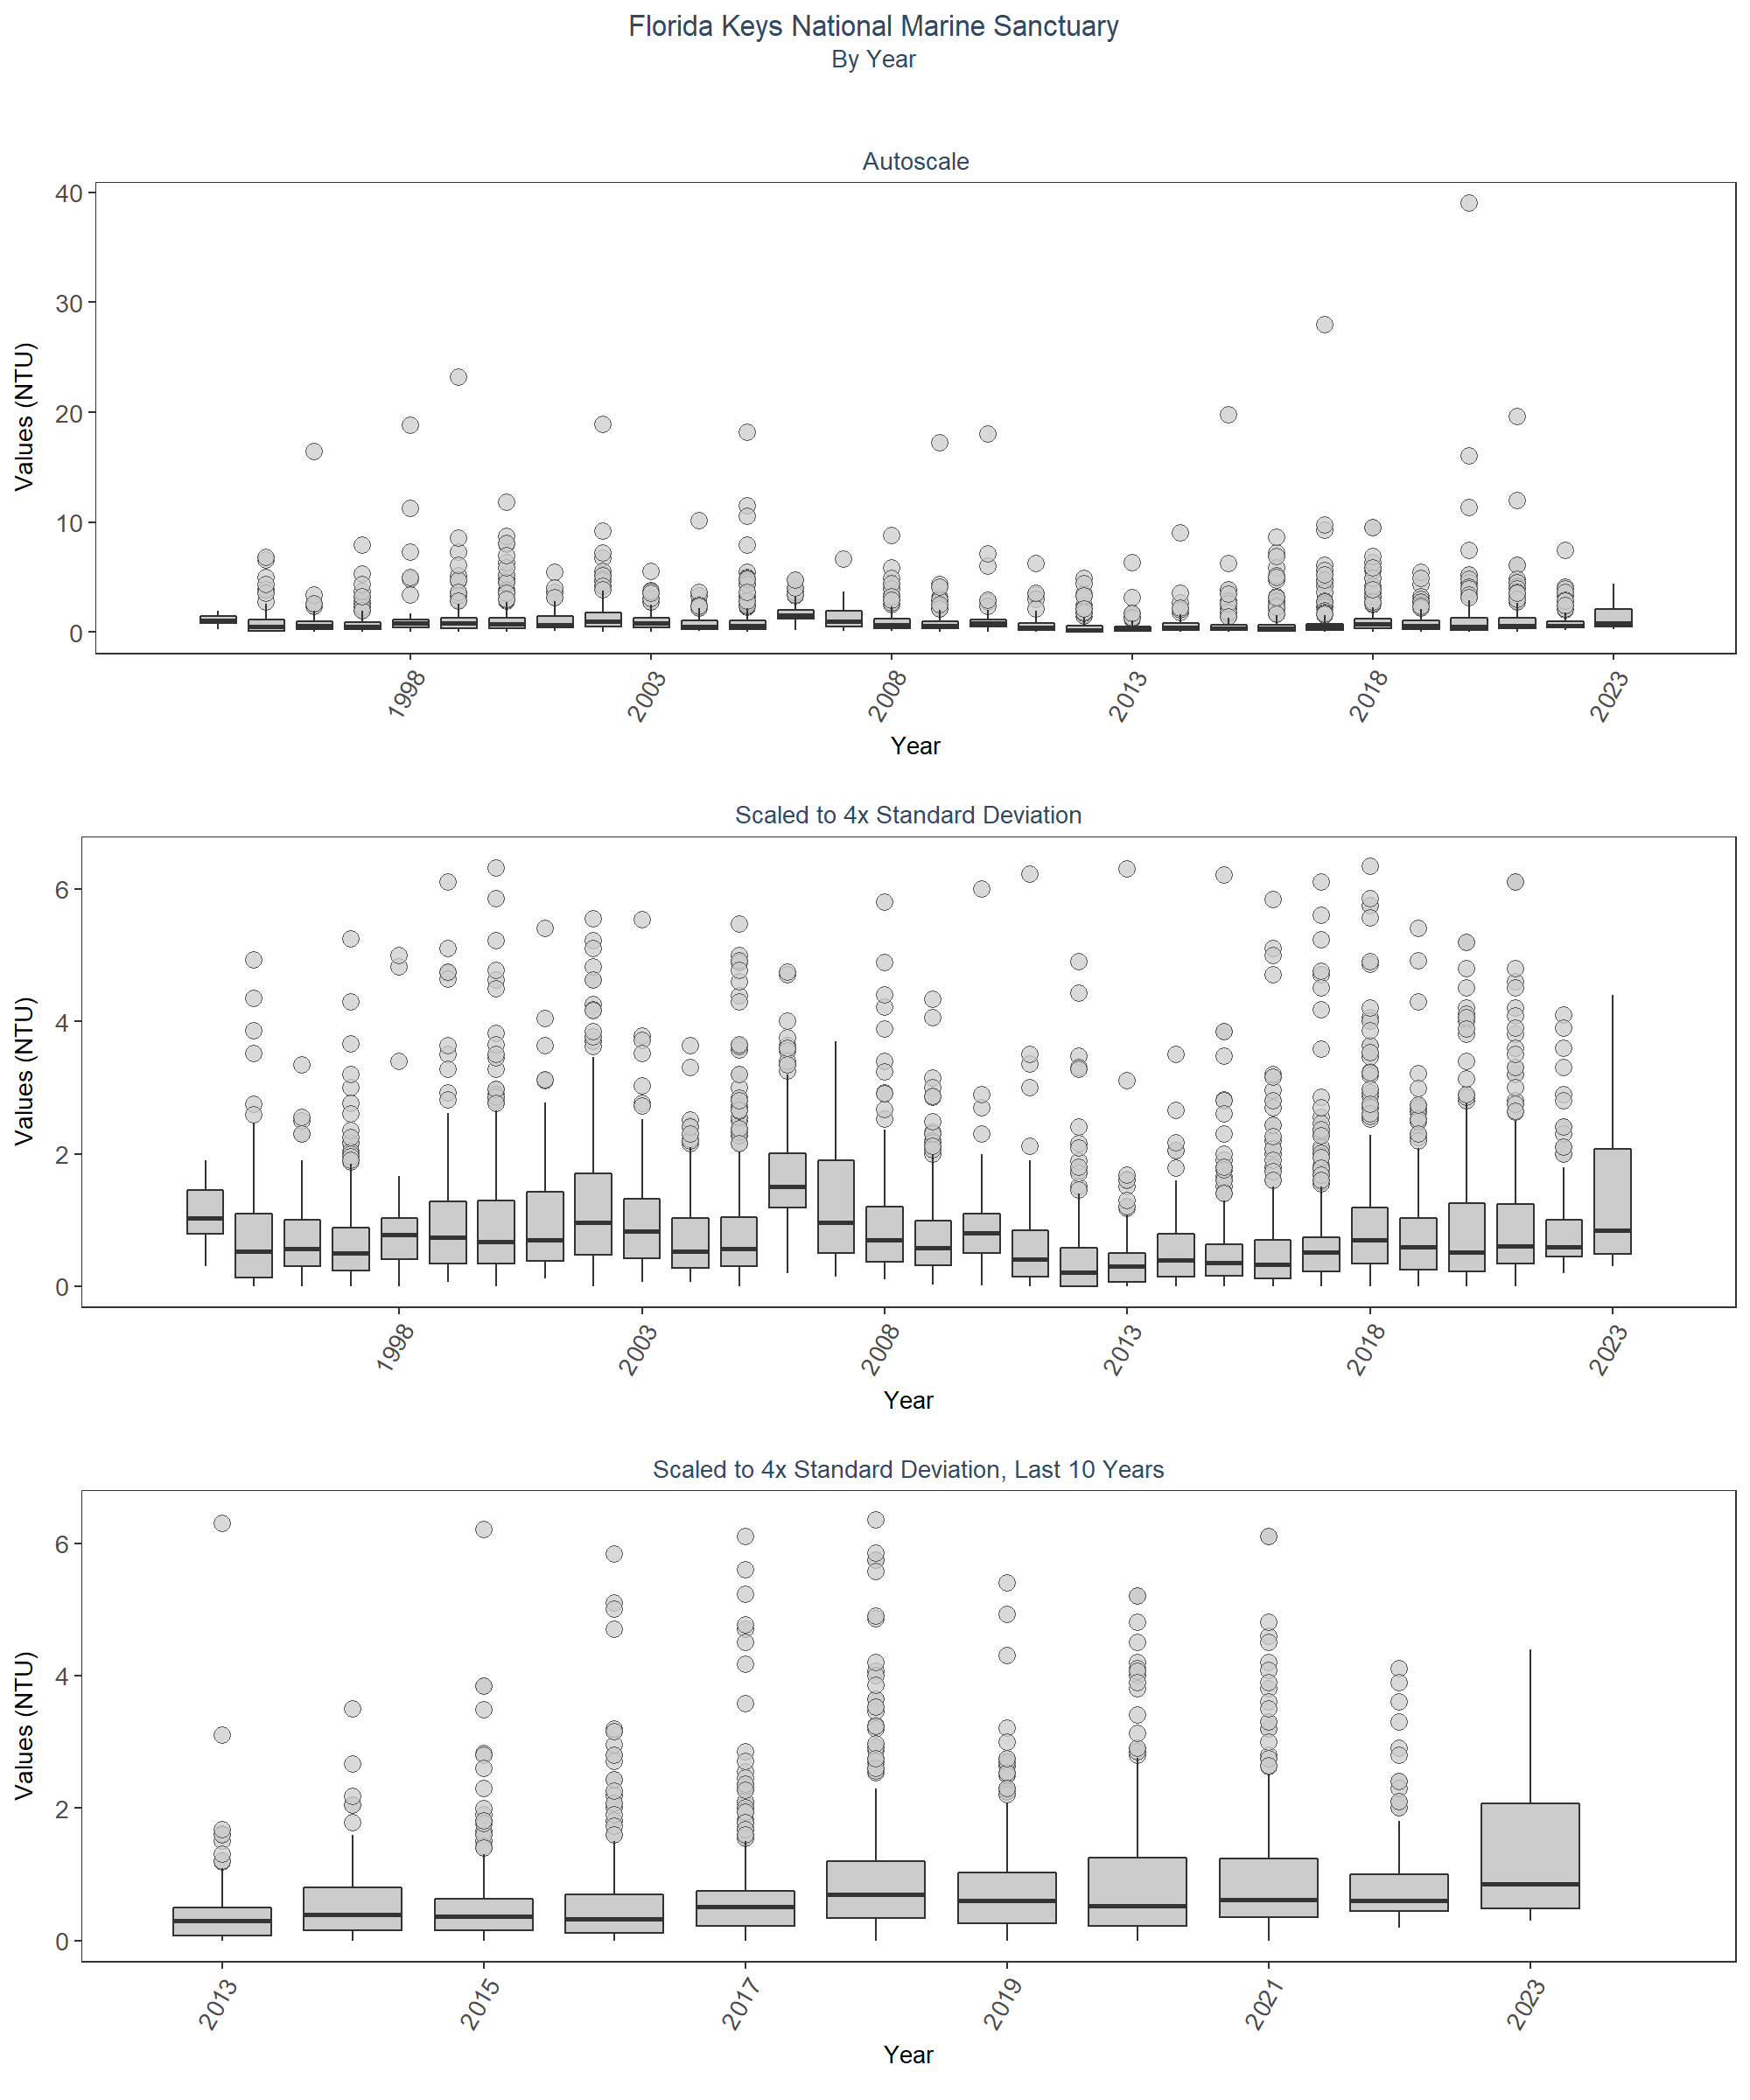 Florida Keys National Marine Sanctuary
By Year
Autoscale
Values (NTU)
40
30
20
10
0
1998 2003 2008 2013 2018 2023
Year
Scaled to 4x Standard Deviation
Values (NTU)
6
4
2
0
1998 2003 2008 2013 2018 2023
Year
Scaled to 4x Standard Deviation, Last 10 Years
Values (NTU)
6
4
2
0
2013 2015 2017 2019 2021 2023
Year